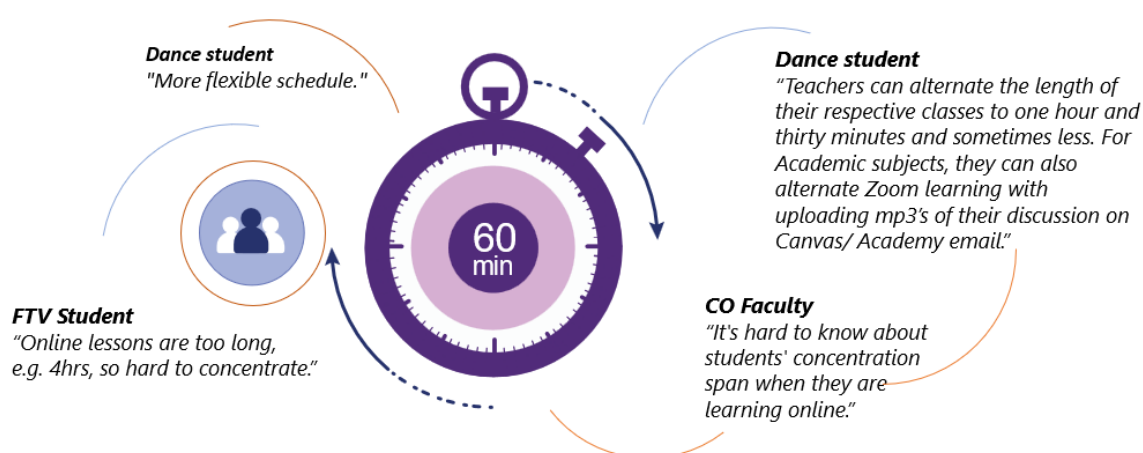 Dance student
"More flexible schedule."
Dance student
“Teachers can alternate the length of
their respective classes to one hour and
thirty minutes and sometimes less. For
Academic subjects, they can also
alternate Zoom learning with
uploading mp3’s of their discussion on
Canvas/ Academy email.”
60
min
FTV Student
“Online lessons are too long,
e.g. 4hrs, so hard to concentrate.”
CO Faculty
“It's hard to know about
students' concentration
span when they are
learning online.”